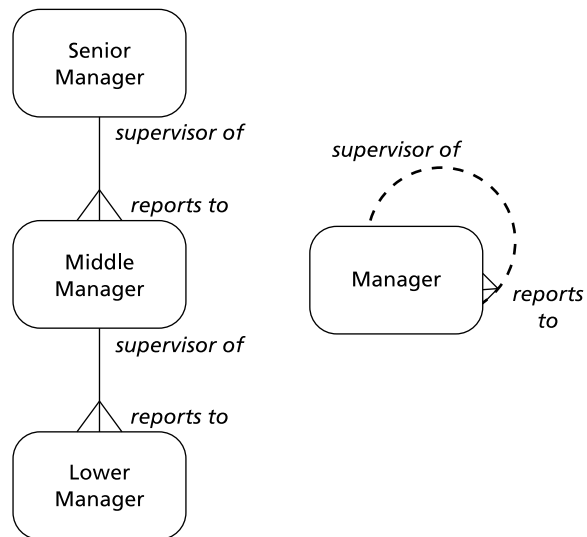 Senior
Manager
supervisor of
reports to
Middle
Manager
supervisor of
reports to
Lower
Manager
supervisor of
Manager
reports
to